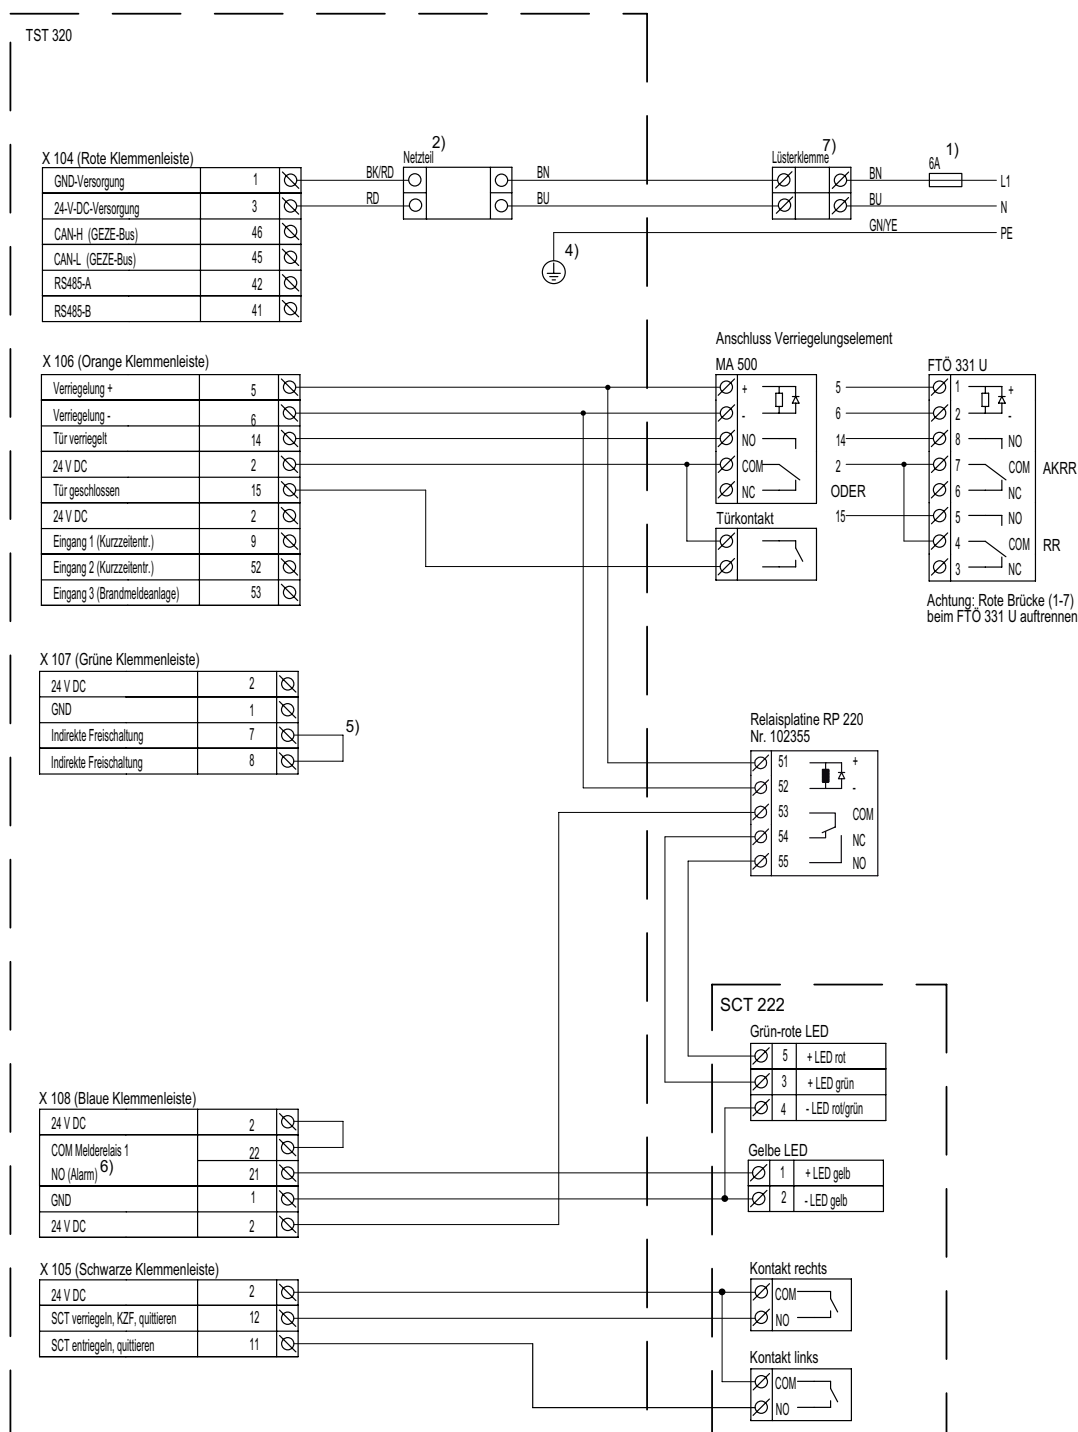 TST 320
X 104 (Rote Klemmenleiste)
GND-Versorgung 1
24-V-DC-Versorgung 3
CAN-H (GEZE-Bus) 46
CAN-L (GEZE-Bus) 45
RS485-A 42
RS485-B 41
BK/RD
RD
Netzteil 2)
BN
BU
Lüsterklemme 7)
BN
BU
GN/YE
6A 1)
L1
N
PE
4)
X 106 (Orange Klemmenleiste)
Verriegelung + 5
Verriegelung - 6
Tür verriegelt 14
24 V DC 2
Tür geschlossen 15
24 V DC 2
Eingang 1 (Kurzzeitentr.) 9
Eingang 2 (Kurzzeitentr.) 52
Eingang 3 (Brandmeldeanlage) 53
Anschluss Verriegelungselement
MA 500
+
-
NO
COM
NC
Türkontakt
5
6
14
2
ODER
15
FTÖ 331 U
1 +
2 -
8 NO
7 COM AKRR
6 NC
5 NO
4 COM RR
3 NC
Achtung: Rote Brücke (1-7)
beim FTÖ 331 U auftrennen
X 107 (Grüne Klemmenleiste)
24 V DC 2
GND 1
Indirekte Freischaltung 7
Indirekte Freischaltung 8
5)
Relaisplatine RP 220
Nr. 102355
51 +
52 -
53 COM
54 NC
55 NO
SCT 222
Grün-rote LED
5 + LED rot
3 + LED grün
4 - LED rot/grün
X 108 (Blaue Klemmenleiste)
24 V DC 2
COM Melderelais 1 22
NO (Alarm) 6) 21
GND 1
24 V DC 2
Gelbe LED
1 + LED gelb
2 - LED gelb
X 105 (Schwarze Klemmenleiste)
24 V DC 2
SCT verriegeln, KZF, quittieren 12
SCT entriegeln, quittieren 11
Kontakt rechts
COM
NO
Kontakt links
COM
NO